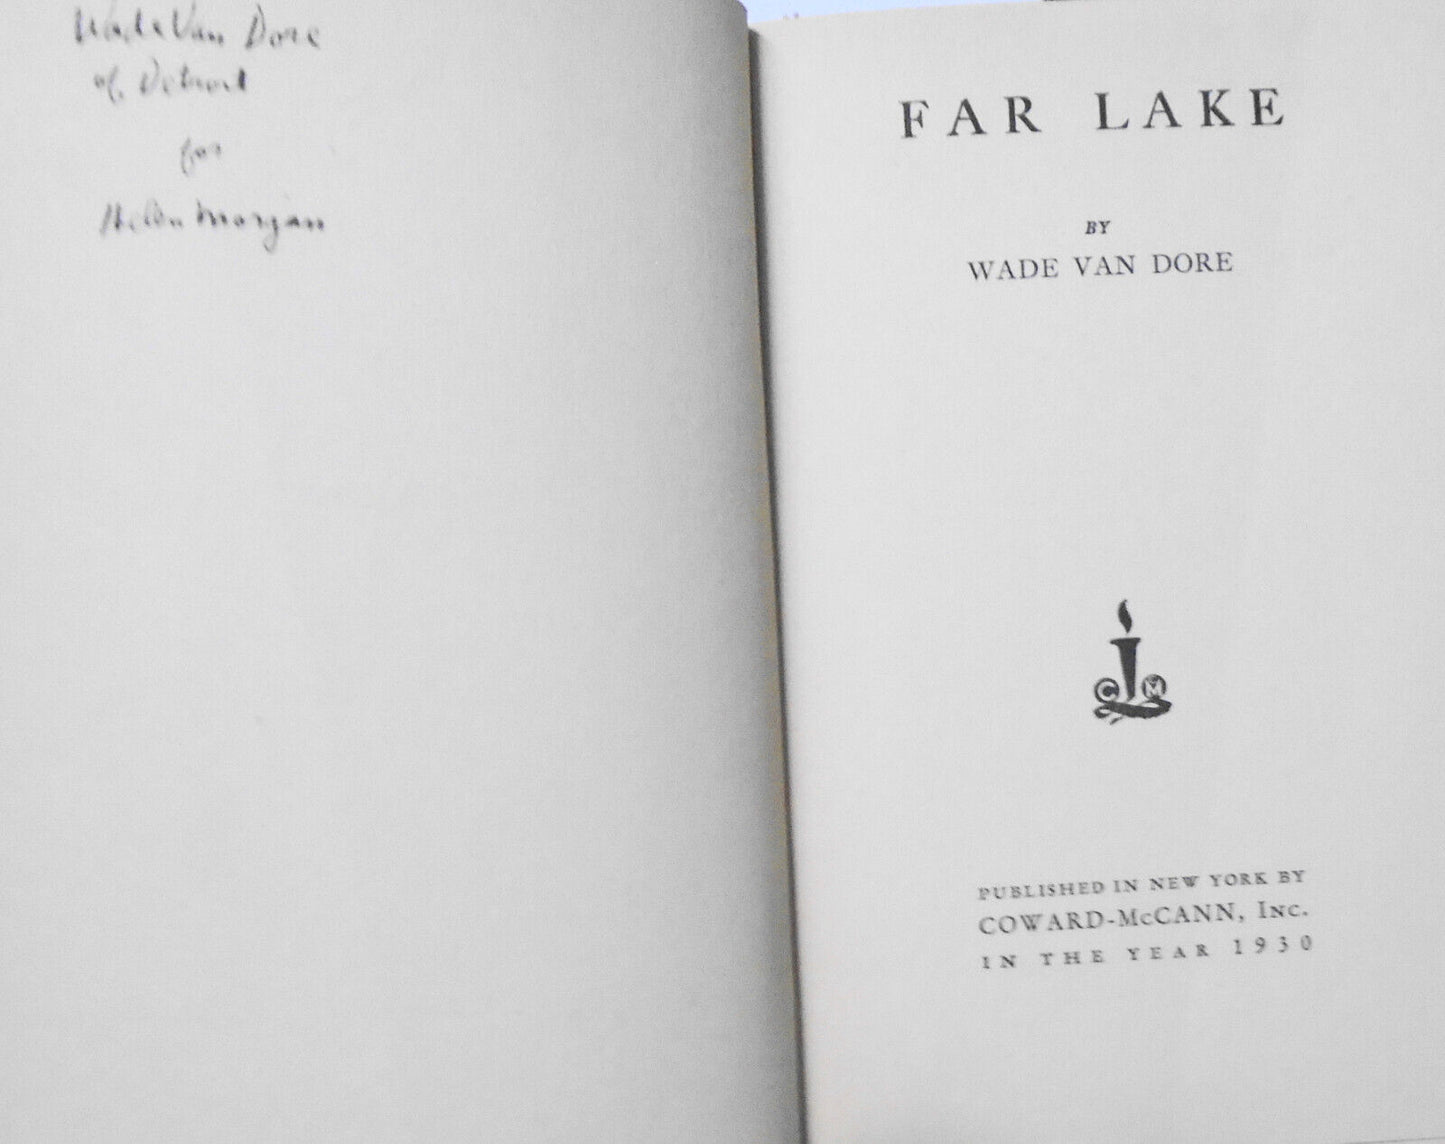 Wade Van Dore
of Detroit
for
Helen Morgan
FAR LAKE
BY
WADE VAN DORE
C M
PUBLISHED IN NEW YORK BY
COWARD-McCANN, INC.
IN THE YEAR 1930